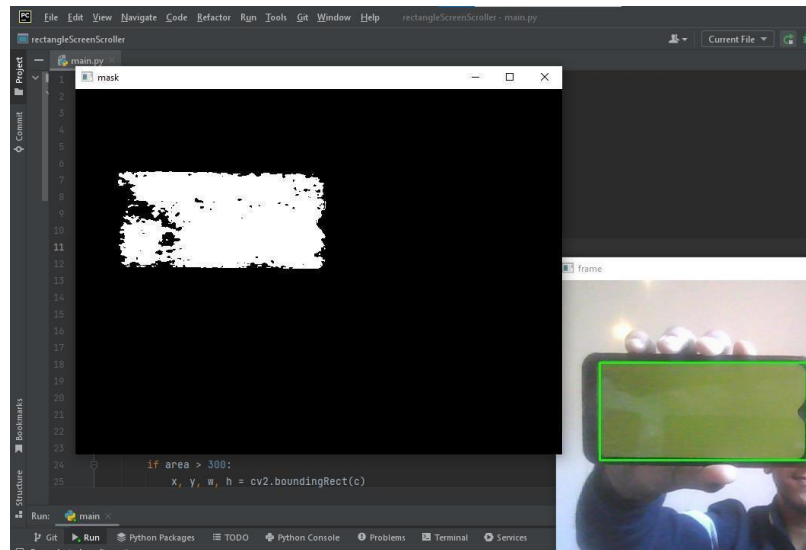 PC File Edit View Navigate Code Refactor Run Tools Git Window Help rectangleScreenScroller - main.py
rectangleScreenScroller Current File
Project
main.py
mask
1
2
3
4
5
6
7
8
9
10
11
12
frame
13
14
15
16
17
18
19
20
21
22
23
24 if area > 300:
25 x, y, w, h = cv2.boundingRect(c)
Commit
Bookmarks
Structure
Run: main
Git Run Python Packages TODO Python Console Problems Terminal Services